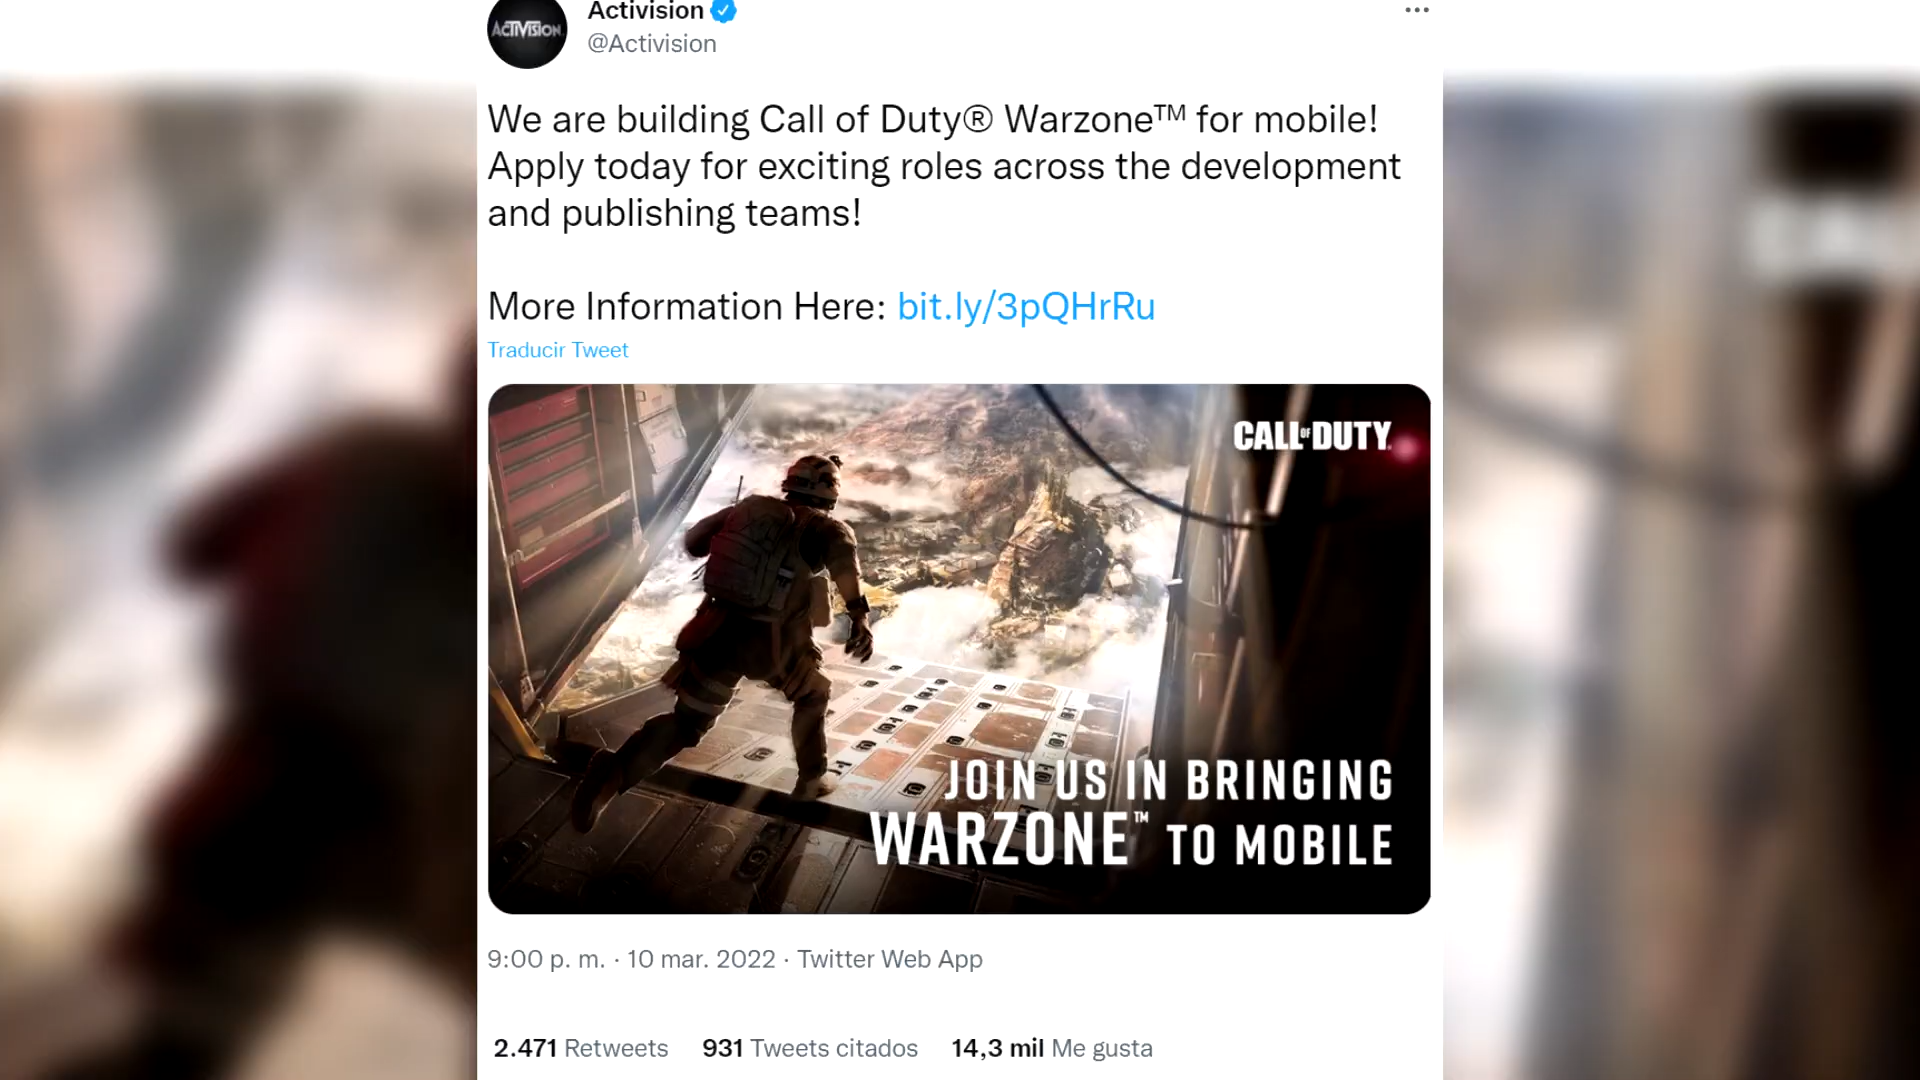 Activision
ACTIVISION
@Activision
We are building Call of Duty® Warzone™ for mobile!
Apply today for exciting roles across the development
and publishing teams!
More Information Here: bit.ly/3pQHrRu
Traducir Tweet
CALL OF DUTY
JOIN US IN BRINGING
WARZONE™ TO MOBILE
9:00 p. m. · 10 mar. 2022 · Twitter Web App
2.471 Retweets 931 Tweets citados 14,3 mil Me gusta